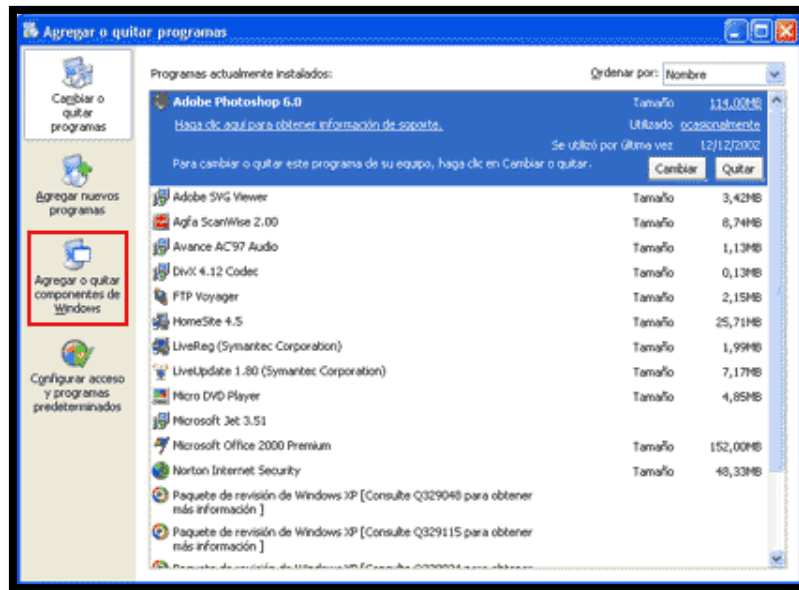 Agregar o quitar programas
Cambiar o
quitar
programas
Agregar nuevos
programas
Agregar o quitar
componentes de
Windows
Configurar acceso
y programas
predeterminados
Programas actualmente instalados:
Ordenar por: Nombre
Adobe Photoshop 6.0 Tamaño 114,00MB
Haga clic aquí para obtener información de soporte. Utilizado ocasionalmente
Se utilizó por última vez 12/12/2002
Para cambiar o quitar este programa de su equipo, haga clic en Cambiar o quitar. Cambiar Quitar
Adobe SVG Viewer Tamaño 3,42MB
Agfa ScanWise 2.00 Tamaño 8,74MB
Avance AC'97 Audio Tamaño 1,13MB
DivX 4.12 Codec Tamaño 0,13MB
FTP Voyager Tamaño 2,15MB
HomeSite 4.5 Tamaño 25,71MB
LiveReg (Symantec Corporation) Tamaño 1,99MB
LiveUpdate 1.80 (Symantec Corporation) Tamaño 7,17MB
Micro DVD Player Tamaño 4,85MB
Microsoft Jet 3.51
Microsoft Office 2000 Premium Tamaño 152,00MB
Norton Internet Security Tamaño 48,33MB
Paquete de revisión de Windows XP [Consulte Q329048 para obtener
más información ]
Paquete de revisión de Windows XP [Consulte Q329115 para obtener
más información ]